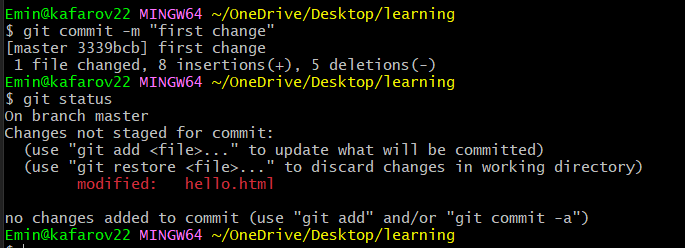 Emin@kafarov22 MINGW64 ~/OneDrive/Desktop/learning
$ git commit -m "first change"
[master 3339bcb] first change
 1 file changed, 8 insertions(+), 5 deletions(-)
Emin@kafarov22 MINGW64 ~/OneDrive/Desktop/learning
$ git status
On branch master
Changes not staged for commit:
  (use "git add <file>..." to update what will be committed)
  (use "git restore <file>..." to discard changes in working directory)
        modified:   hello.html

no changes added to commit (use "git add" and/or "git commit -a")
Emin@kafarov22 MINGW64 ~/OneDrive/Desktop/learning